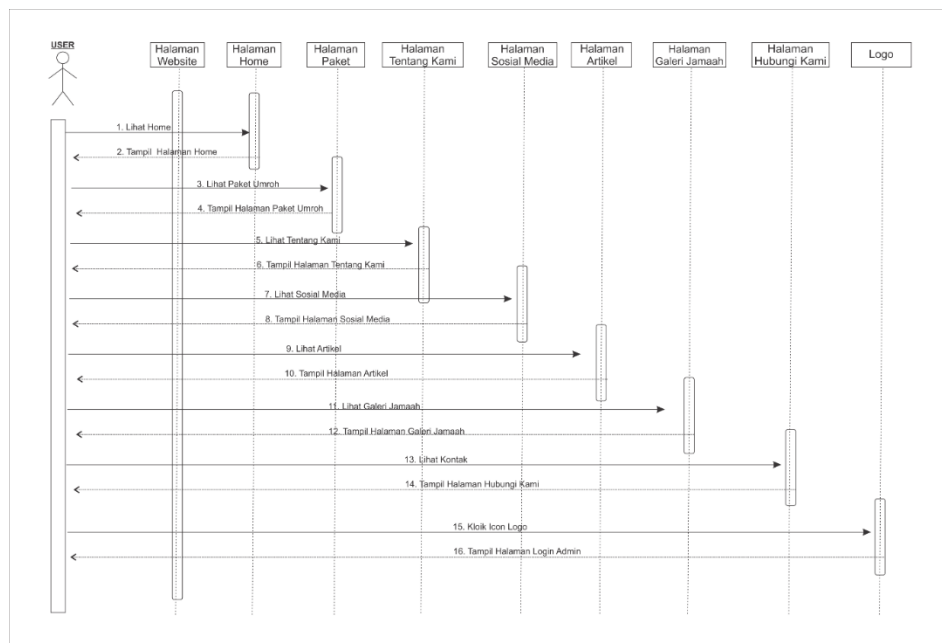 USER
Halaman
Website
Halaman
Home
Halaman
Paket
Halaman
Tentang Kami
Halaman
Sosial Media
Halaman
Artikel
Halaman
Galeri Jamaah
Halaman
Hubungi Kami
Logo
1. Lihat Home
2. Tampil Halaman Home
3. Lihat Paket Umroh
4. Tampil Halaman Paket Umroh
5. Lihat Tentang Kami
6. Tampil Halaman Tentang Kami
7. Lihat Sosial Media
8. Tampil Halaman Sosial Media
9. Lihat Artikel
10. Tampil Halaman Artikel
11. Lihat Galeri Jamaah
12. Tampil Halaman Galeri Jamaah
13. Lihat Kontak
14. Tampil Halaman Hubungi Kami
15. Kloik Icon Logo
16. Tampil Halaman Login Admin